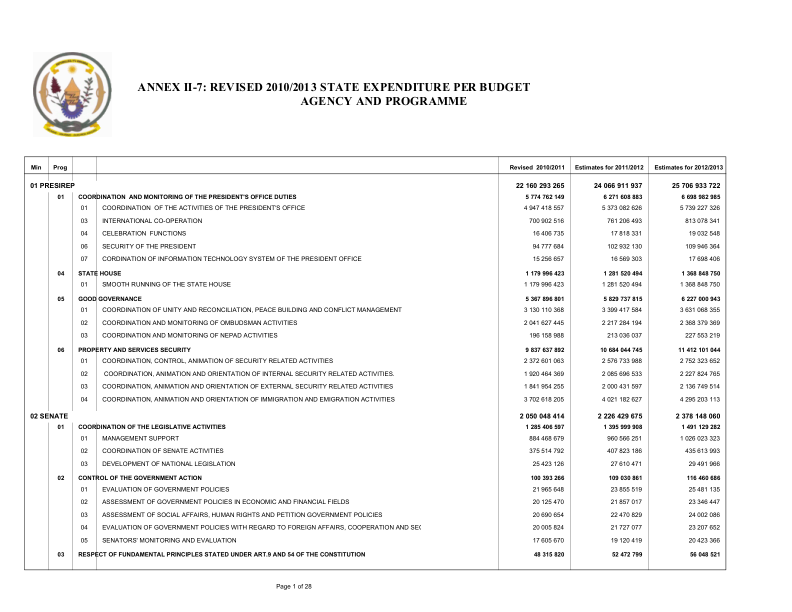 ANNEX II-7: REVISED 2010/2013 STATE EXPENDITURE PER BUDGET
AGENCY AND PROGRAMME
Min Prog Revised 2010/2011 Estimates for 2011/2012 Estimates for 2012/2013
01 PRESIREP 22 160 293 265 24 066 911 937 25 706 933 722
01 COORDINATION AND MONITORING OF THE PRESIDENT'S OFFICE DUTIES 5 774 762 149 6 271 608 883 6 698 982 985
01 COORDINATION OF THE ACTIVITIES OF THE PRESIDENT'S OFFICE 4 947 418 557 5 373 082 626 5 739 227 326
03 INTERNATIONAL CO-OPERATION 700 902 516 761 206 493 813 078 341
04 CELEBRATION FUNCTIONS 16 406 735 17 818 331 19 032 548
06 SECURITY OF THE PRESIDENT 94 777 684 102 932 130 109 946 364
07 CORDINATION OF INFORMATION TECHNOLOGY SYSTEM OF THE PRESIDENT OFFICE 15 256 657 16 569 303 17 698 406
04 STATE HOUSE 1 179 996 423 1 281 520 494 1 368 848 750
01 SMOOTH RUNNING OF THE STATE HOUSE 1 179 996 423 1 281 520 494 1 368 848 750
05 GOOD GOVERNANCE 5 367 896 801 5 829 737 815 6 227 000 943
01 COORDINATION OF UNITY AND RECONCILIATION, PEACE BUILDING AND CONFLICT MANAGEMENT 3 130 110 368 3 399 417 584 3 631 068 355
02 COORDINATION AND MONITORING OF OMBUDSMAN ACTIVITIES 2 041 627 445 2 217 284 194 2 368 379 369
03 COORDINATION AND MONITORING OF NEPAD ACTIVITIES 196 158 988 213 036 037 227 553 219
06 PROPERTY AND SERVICES SECURITY 9 837 637 892 10 684 044 745 11 412 101 044
01 COORDINATION, CONTROL, ANIMATION OF SECURITY RELATED ACTIVITIES 2 372 601 063 2 576 733 988 2 752 323 652
02 COORDINATION, ANIMATION AND ORIENTATION OF INTERNAL SECURITY RELATED ACTIVITIES. 1 920 464 369 2 085 696 533 2 227 824 765
03 COORDINATION, ANIMATION AND ORIENTATION OF EXTERNAL SECURITY RELATED ACTIVITIES 1 841 954 255 2 000 431 597 2 136 749 514
04 COORDINATION, ANIMATION AND ORIENTATION OF IMMIGRATION AND EMIGRATION ACTIVITIES 3 702 618 205 4 021 182 627 4 295 203 113
02 SENATE 2 050 048 414 2 226 429 675 2 378 148 060
01 COORDINATION OF THE LEGISLATIVE ACTIVITIES 1 285 406 597 1 395 999 908 1 491 129 282
01 MANAGEMENT SUPPORT 884 468 679 960 566 251 1 026 023 323
02 COORDINATION OF SENATE ACTIVITIES 375 514 792 407 823 186 435 613 993
03 DEVELOPMENT OF NATIONAL LEGISLATION 25 423 126 27 610 471 29 491 966
02 CONTROL OF THE GOVERNMENT ACTION 100 393 266 109 030 861 116 460 686
01 EVALUATION OF GOVERNMENT POLICIES 21 965 648 23 855 519 25 481 135
02 ASSESSMENT OF GOVERNMENT POLICIES IN ECONOMIC AND FINANCIAL FIELDS 20 125 470 21 857 017 23 346 447
03 ASSESSMENT OF SOCIAL AFFAIRS, HUMAN RIGHTS AND PETITION GOVERNMENT POLICIES 20 690 654 22 470 829 24 002 086
04 EVALUATION OF GOVERNMENT POLICIES WITH REGARD TO FOREIGN AFFAIRS, COOPERATION AND SEC 20 005 824 21 727 077 23 207 652
05 SENATORS' MONITORING AND EVALUATION 17 605 670 19 120 419 20 423 366
03 RESPECT OF FUNDAMENTAL PRINCIPLES STATED UNDER ART.9 AND 54 OF THE CONSTITUTION 48 315 820 52 472 799 56 048 521
Page 1 of 28